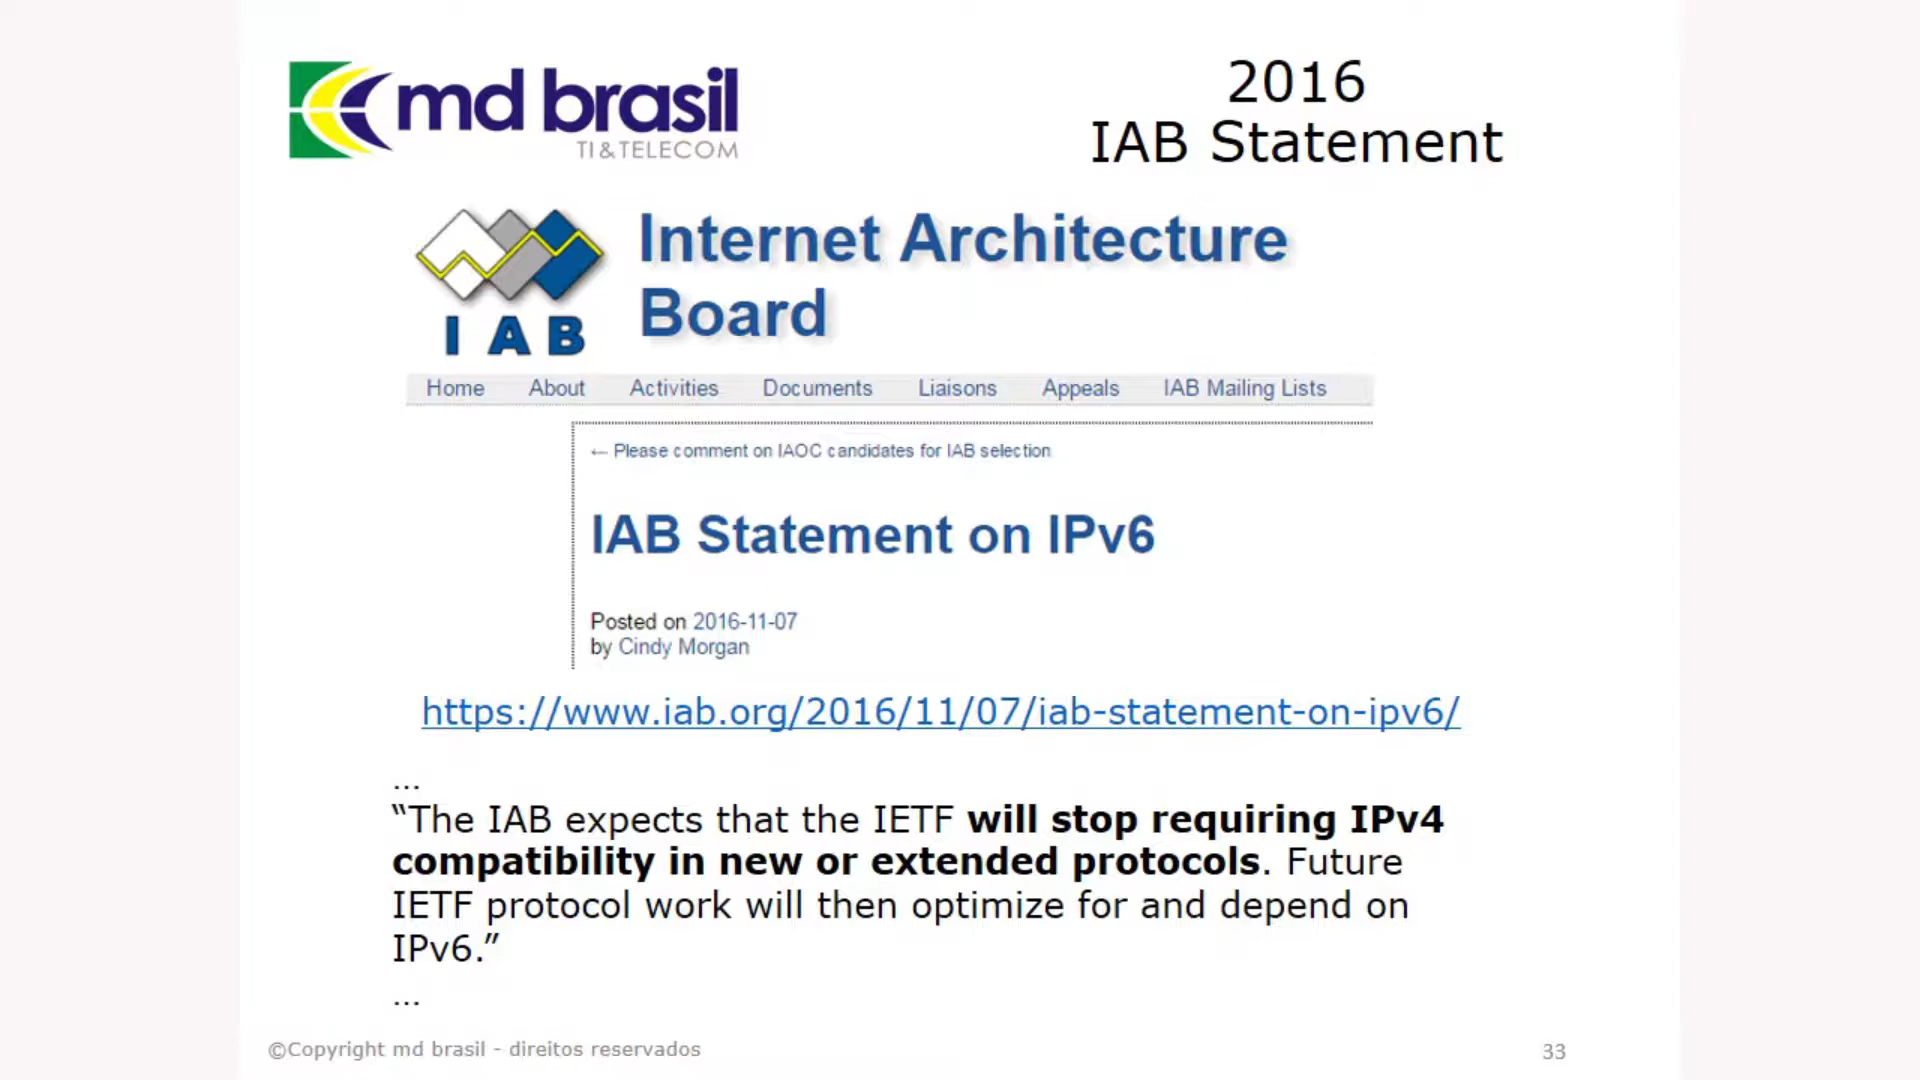 md brasil
TI & TELECOM
2016
IAB Statement
IAB
Internet Architecture
Board
Home About Activities Documents Liaisons Appeals IAB Mailing Lists
← Please comment on IAOC candidates for IAB selection
IAB Statement on IPv6
Posted on 2016-11-07
by Cindy Morgan
https://www.iab.org/2016/11/07/iab-statement-on-ipv6/
...
“The IAB expects that the IETF will stop requiring IPv4
compatibility in new or extended protocols. Future
IETF protocol work will then optimize for and depend on
IPv6.”
...
©Copyright md brasil - direitos reservados
33